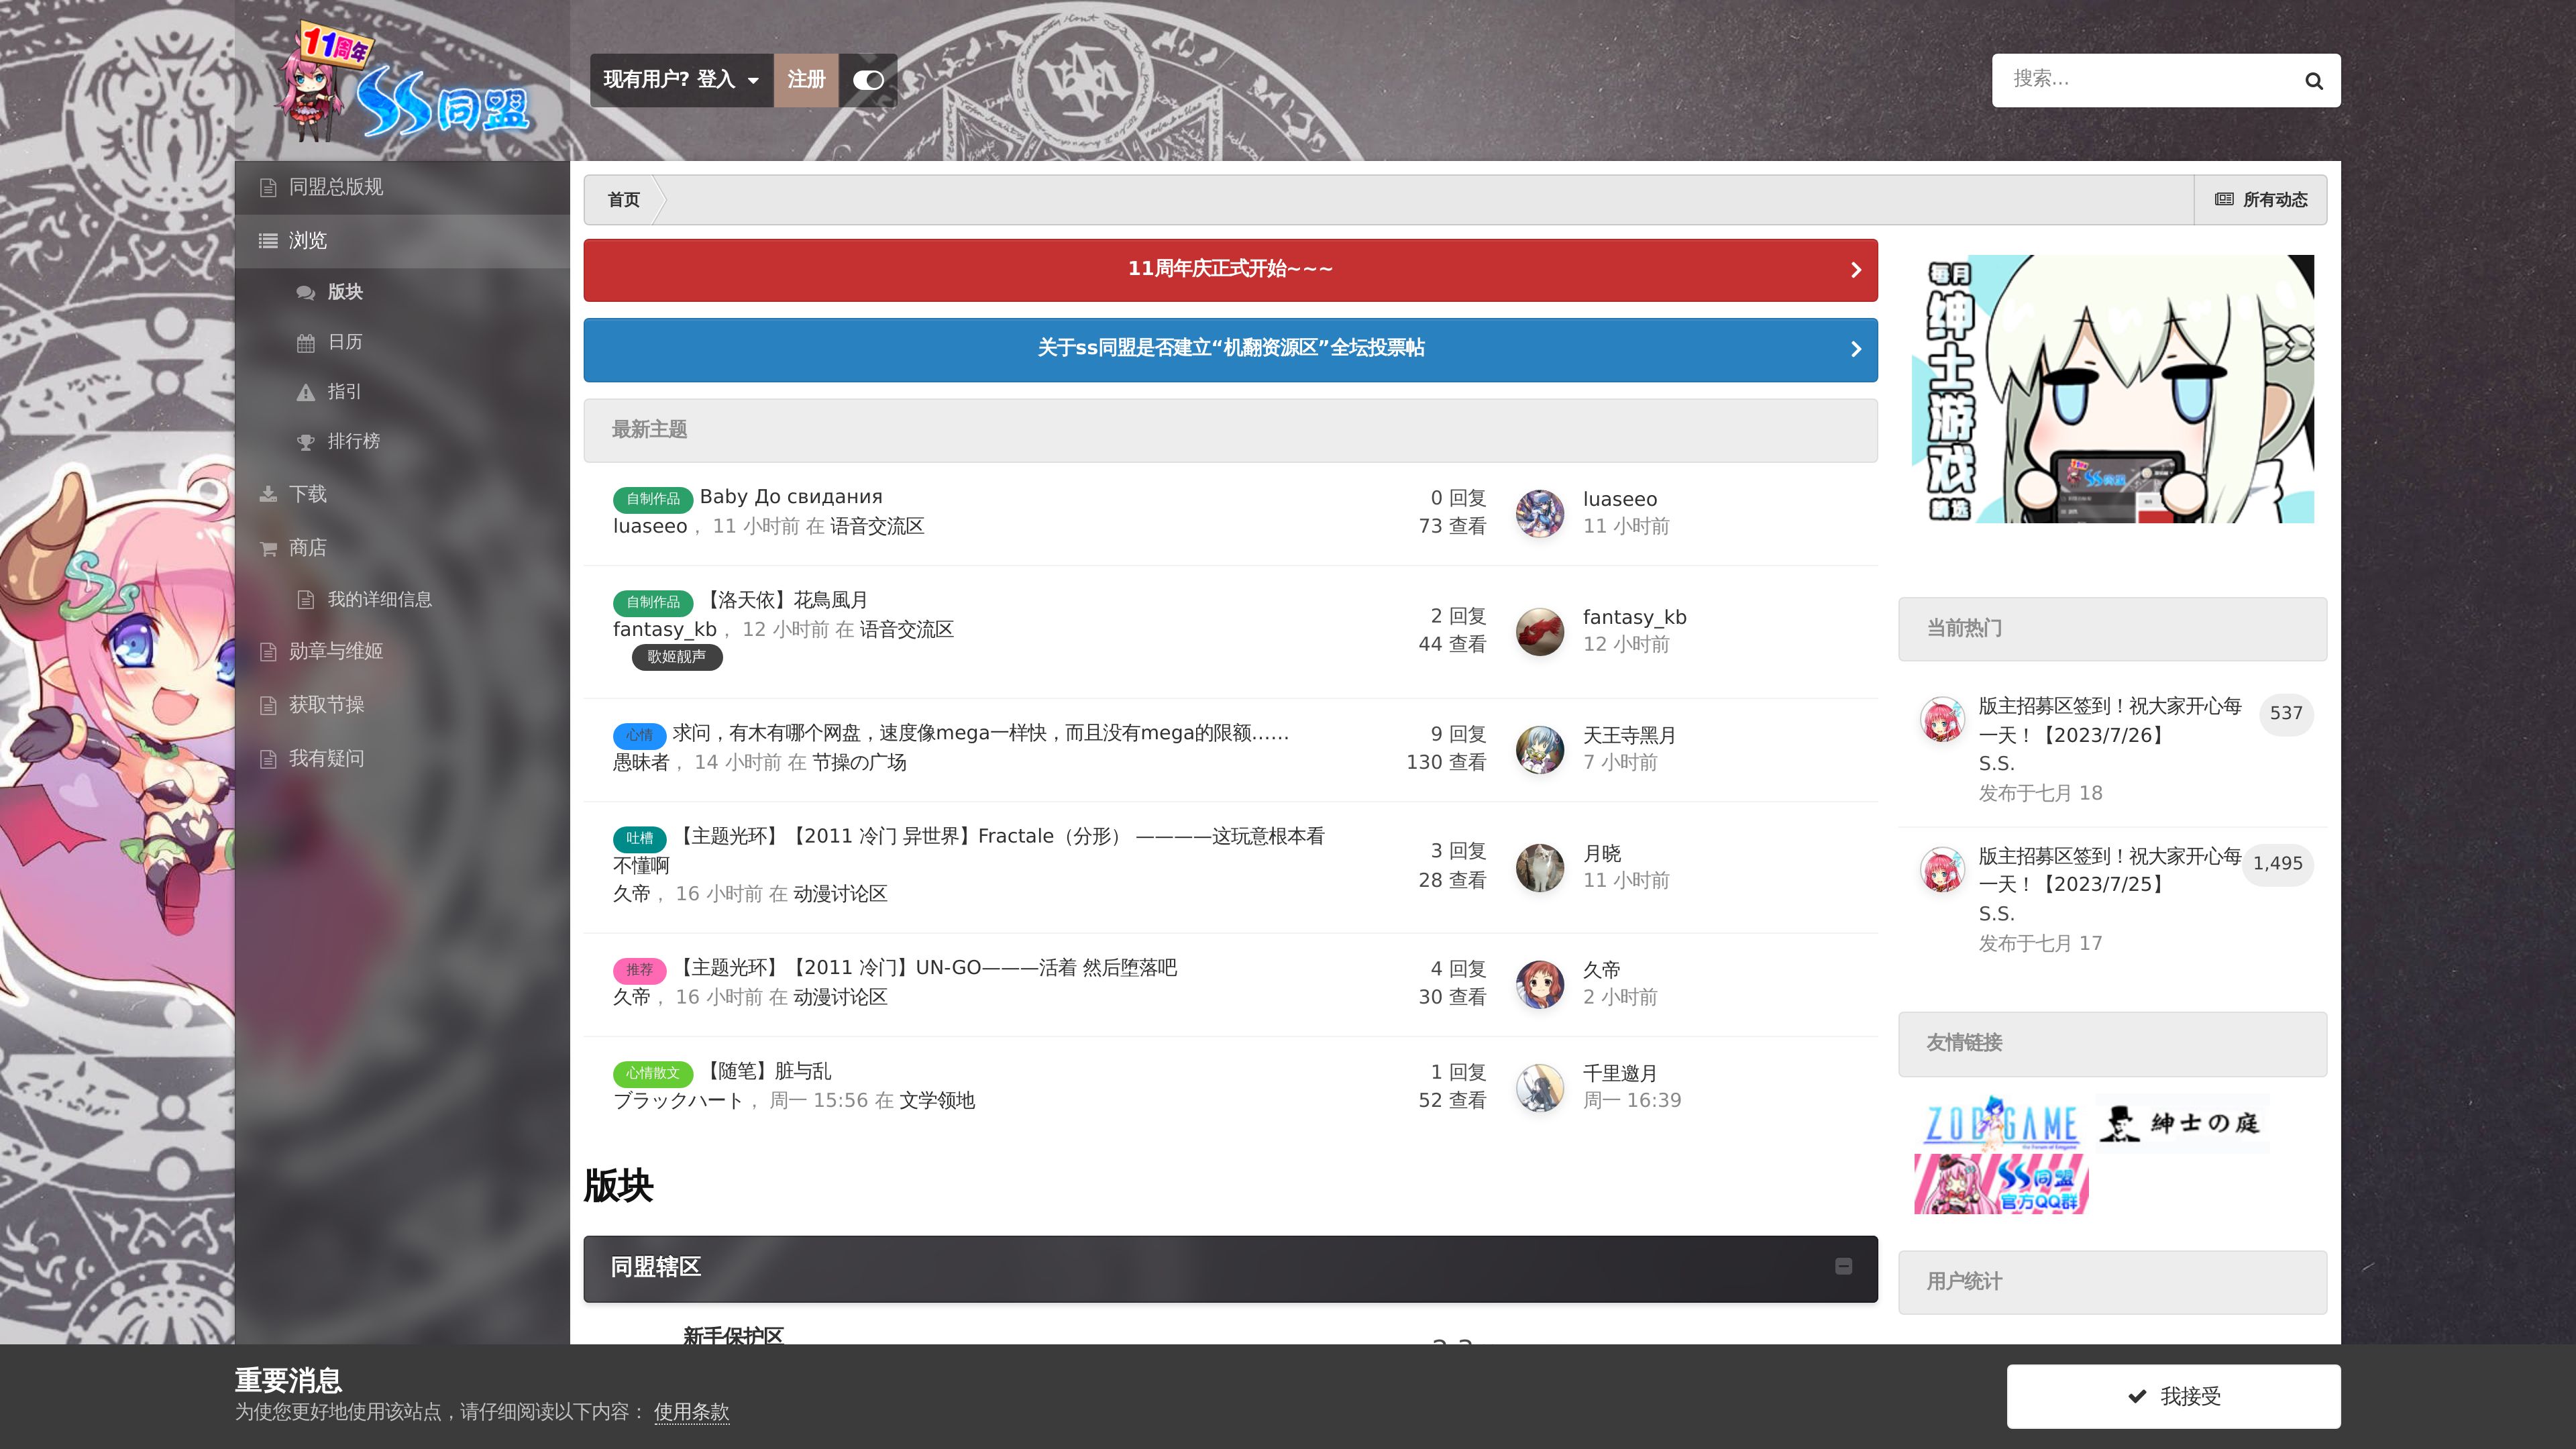 11周年
SS同盟
现有用户? 登入
注册
搜索...
同盟总版规
浏览
版块
日历
指引
排行榜
下载
商店
我的详细信息
勋章与维姬
获取节操
我有疑问
首页
所有动态
11周年庆正式开始~~~
关于ss同盟是否建立“机翻资源区”全坛投票帖
最新主题
自制作品 Baby До свидания
luaseeo， 11 小时前 在 语音交流区
0 回复
73 查看
luaseeo
11 小时前
自制作品 【洛天依】花鳥風月
fantasy_kb， 12 小时前 在 语音交流区
歌姬靓声
2 回复
44 查看
fantasy_kb
12 小时前
心情 求问，有木有哪个网盘，速度像mega一样快，而且没有mega的限额……
愚昧者， 14 小时前 在 节操の广场
9 回复
130 查看
天王寺黑月
7 小时前
吐槽 【主题光环】【2011 冷门 异世界】Fractale（分形） ————这玩意根本看
不懂啊
久帝， 16 小时前 在 动漫讨论区
3 回复
28 查看
月晓
11 小时前
推荐 【主题光环】【2011 冷门】UN-GO———活着 然后堕落吧
久帝， 16 小时前 在 动漫讨论区
4 回复
30 查看
久帝
2 小时前
心情散文 【随笔】脏与乱
ブラックハート， 周一 15:56 在 文学领地
1 回复
52 查看
千里邀月
周一 16:39
版块
同盟辖区
新手保护区
每月
绅士游戏
精选
当前热门
版主招募区签到！祝大家开心每
一天！【2023/7/26】
S.S.
发布于七月 18
537
版主招募区签到！祝大家开心每
一天！【2023/7/25】
S.S.
发布于七月 17
1,495
友情链接
ZODGAME
紳士の庭
SS同盟
官方QQ群
用户统计
重要消息
为使您更好地使用该站点，请仔细阅读以下内容： 使用条款
我接受